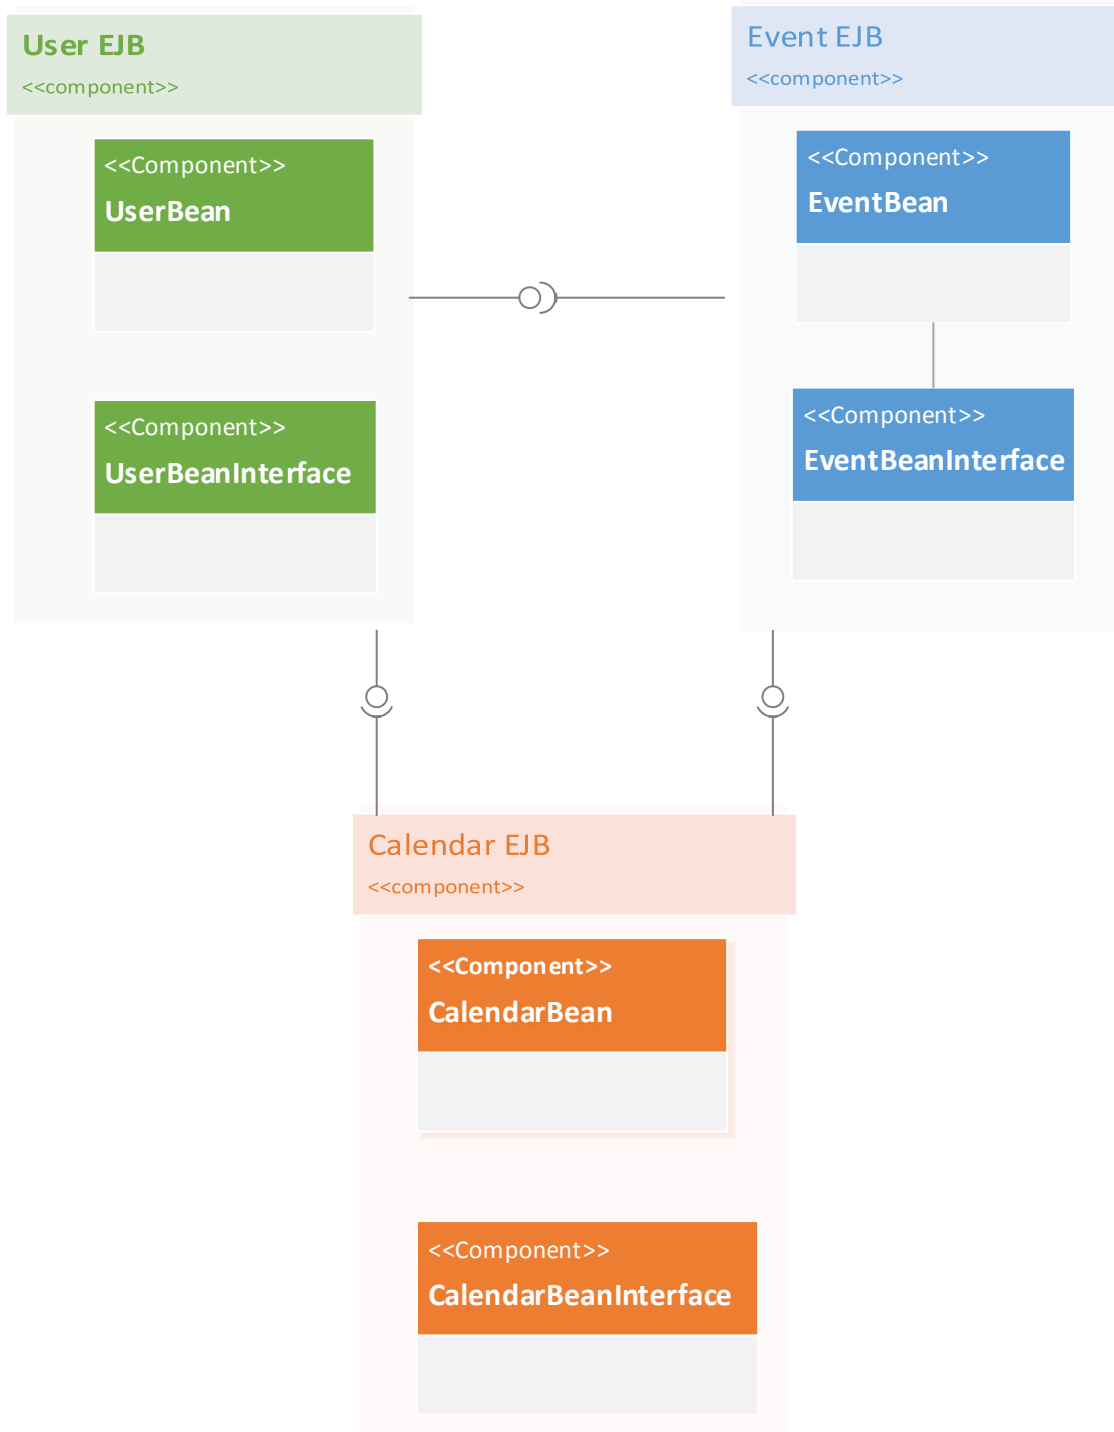 User EJB
<<component>>
<<Component>>
UserBean
<<Component>>
UserBeanInterface
Event EJB
<<component>>
<<Component>>
EventBean
<<Component>>
EventBeanInterface
Calendar EJB
<<component>>
<<Component>>
CalendarBean
<<Component>>
CalendarBeanInterface